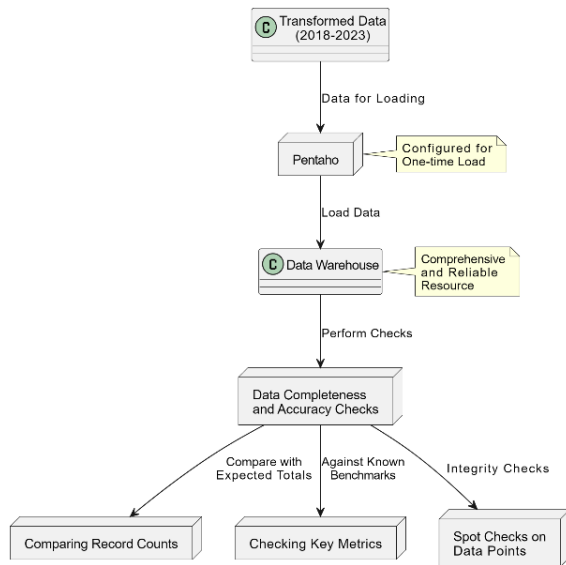 C
Transformed Data
(2018-2023)
Data for Loading
Pentaho
Configured for
One-time Load
Load Data
C
Data Warehouse
Comprehensive
and Reliable
Resource
Perform Checks
Data Completeness
and Accuracy Checks
Compare with
Expected Totals
Against Known
Benchmarks
Integrity Checks
Comparing Record Counts
Checking Key Metrics
Spot Checks on
Data Points